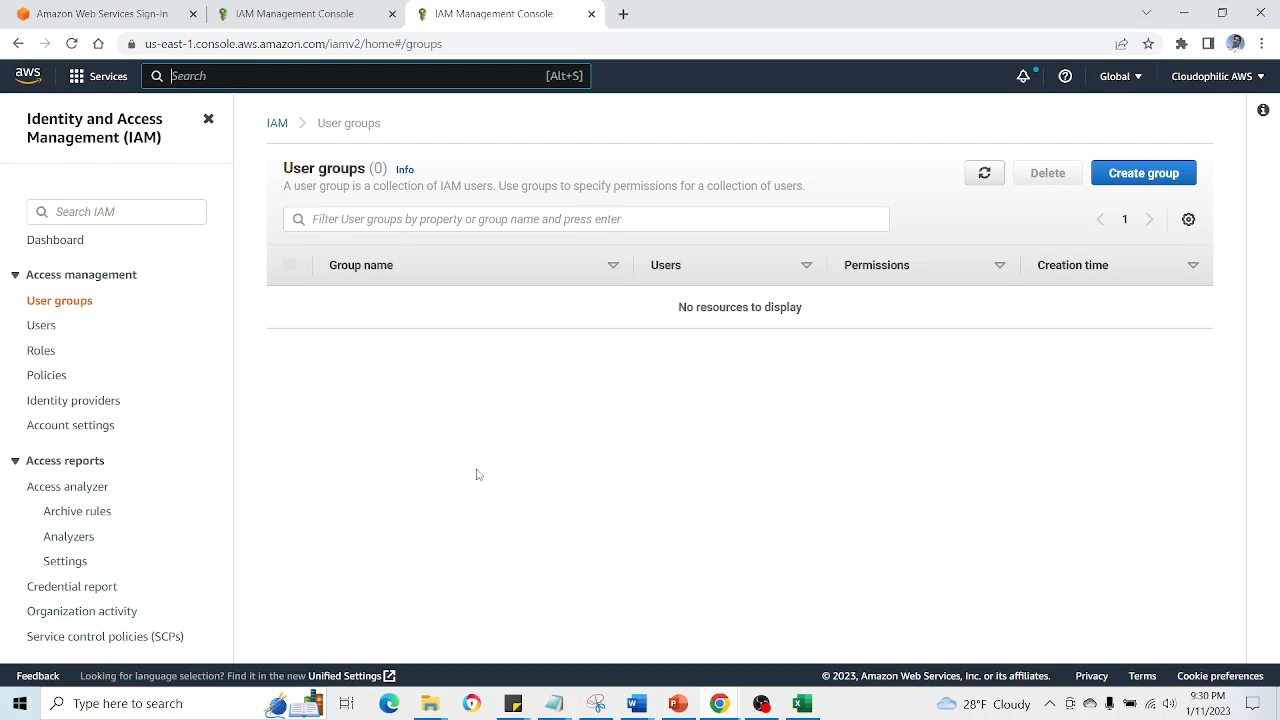 Amazon Web Services Sign-In
IAM Management Console
IAM Management Console
us-east-1.console.aws.amazon.com/iamv2/home#/groups
aws
Services
Search
[Alt+S]
Global
Cloudophilic AWS
Identity and Access
Management (IAM)
Search IAM
Dashboard
Access management
User groups
Users
Roles
Policies
Identity providers
Account settings
Access reports
Access analyzer
Archive rules
Analyzers
Settings
Credential report
Organization activity
Service control policies (SCPs)
IAM
User groups
User groups (0) Info
A user group is a collection of IAM users. Use groups to specify permissions for a collection of users.
Delete
Create group
Filter User groups by property or group name and press enter
1
Group name
Users
Permissions
Creation time
No resources to display
Feedback
Looking for language selection? Find it in the new Unified Settings
© 2023, Amazon Web Services, Inc. or its affiliates.
Privacy
Terms
Cookie preferences
Type here to search
28°F Cloudy
9:30 PM
1/11/2023